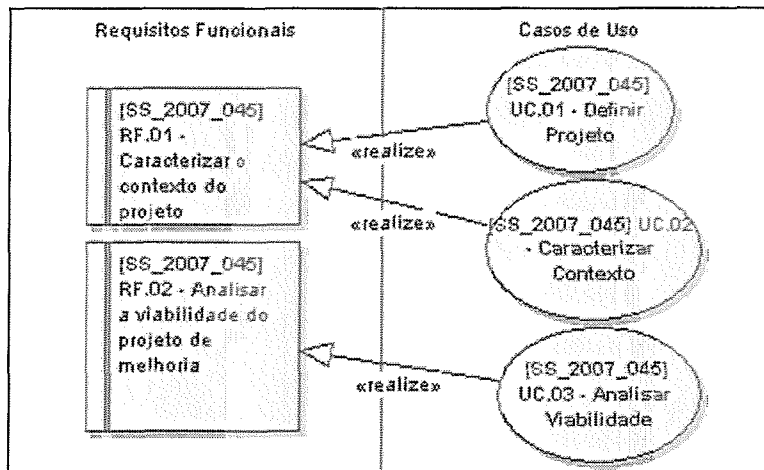 Requisitos Funcionais
Casos de Uso
[SS_2007_045]
RF.01 -
Caracterizar o
contexto do
projeto
[SS_2007_045]
RF.02 - Analisar
a viabilidade do
projeto de
melhoria
«realize»
«realize»
«realize»
[SS_2007_045]
UC.01 - Definir
Projeto
[SS_2007_045] UC.02
- Caracterizar
Contexto
[SS_2007_045]
UC.03 - Analisar
Viabilidade